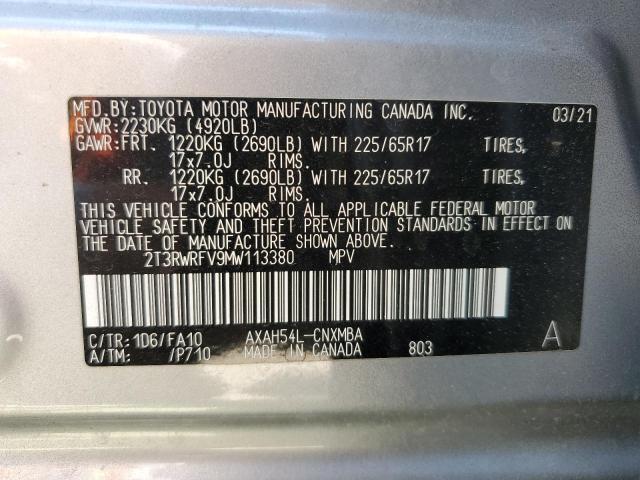 MFD.BY:TOYOTA MOTOR MANUFACTURING CANADA INC. 03/21
GVWR:2230KG (4920LB)
GAWR:FRT. 1220KG (2690LB) WITH 225/65R17 TIRES,
17x7.0J RIMS.
RR. 1220KG (2690LB) WITH 225/65R17 TIRES,
17x7.0J RIMS.
THIS VEHICLE CONFORMS TO ALL APPLICABLE FEDERAL MOTOR
VEHICLE SAFETY AND THEFT PREVENTION STANDARDS IN EFFECT ON
THE DATE OF MANUFACTURE SHOWN ABOVE.
2T3RWRFV9MW113380 MPV
C/TR:1D6/FA10 AXAH54L-CNXMBA
A/TM: /P710 MADE IN CANADA 803 A